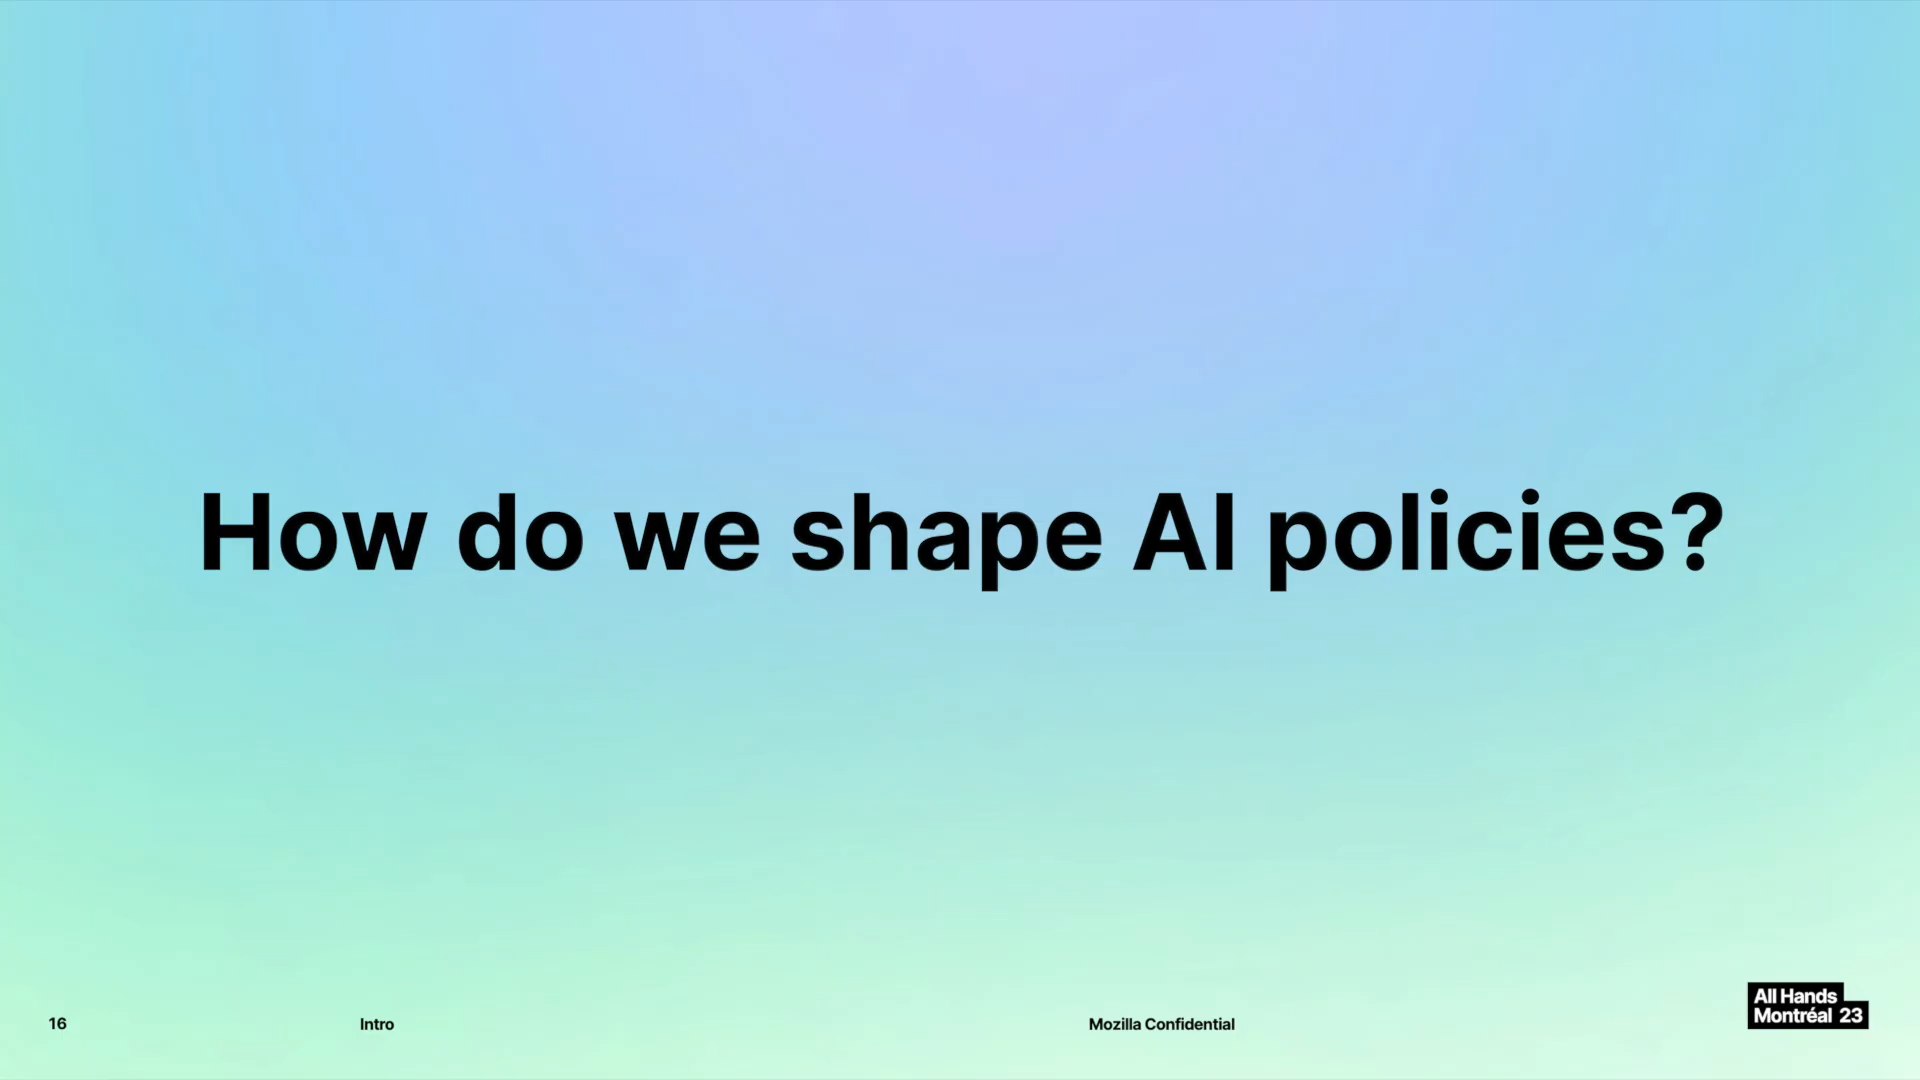 How do we shape AI policies?
16
Intro
Mozilla Confidential
All Hands
Montréal 23